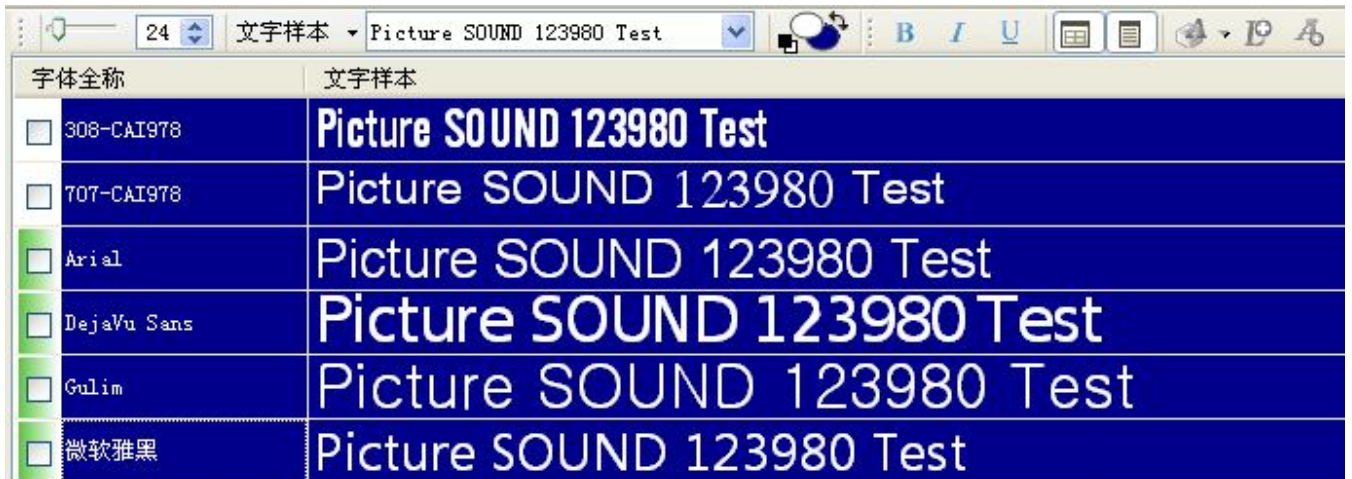 24 文字样本 Picture SOUND 123980 Test B I U
字体全称 文字样本
308-CAI978 Picture SOUND 123980 Test
707-CAI978 Picture SOUND 123980 Test
Arial Picture SOUND 123980 Test
DejaVu Sans Picture SOUND 123980 Test
Gulim Picture SOUND 123980 Test
微软雅黑 Picture SOUND 123980 Test